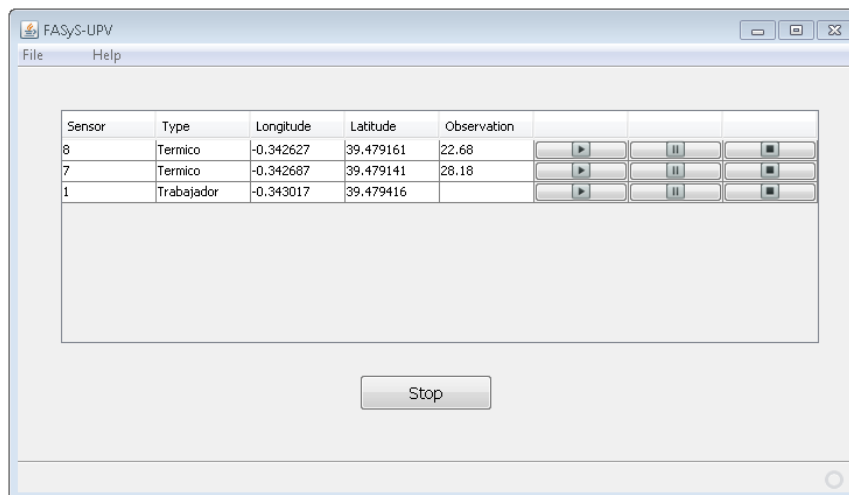 FASyS-UPV
File Help
Sensor Type Longitude Latitude Observation
8 Termico -0.342627 39.479161 22.68
7 Termico -0.342687 39.479141 28.18
1 Trabajador -0.343017 39.479416
Stop